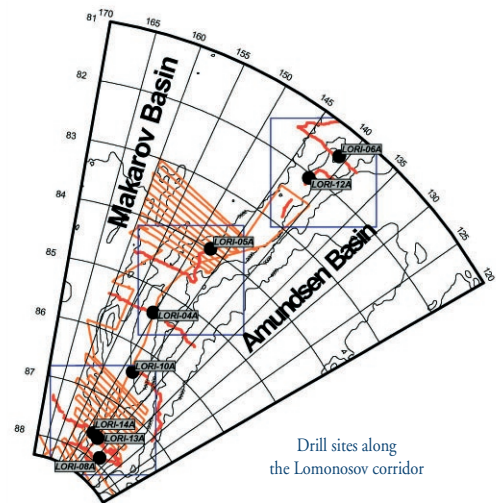 81
170
165
160
155
150
145
140
135
130
125
120
82
83
84
85
86
87
88
Makarov Basin
Amundsen Basin
LORI-06A
LORI-12A
LORI-05A
LORI-04A
LORI-10A
LORI-14A
LORI-13A
LORI-08A
Drill sites along
the Lomonosov corridor